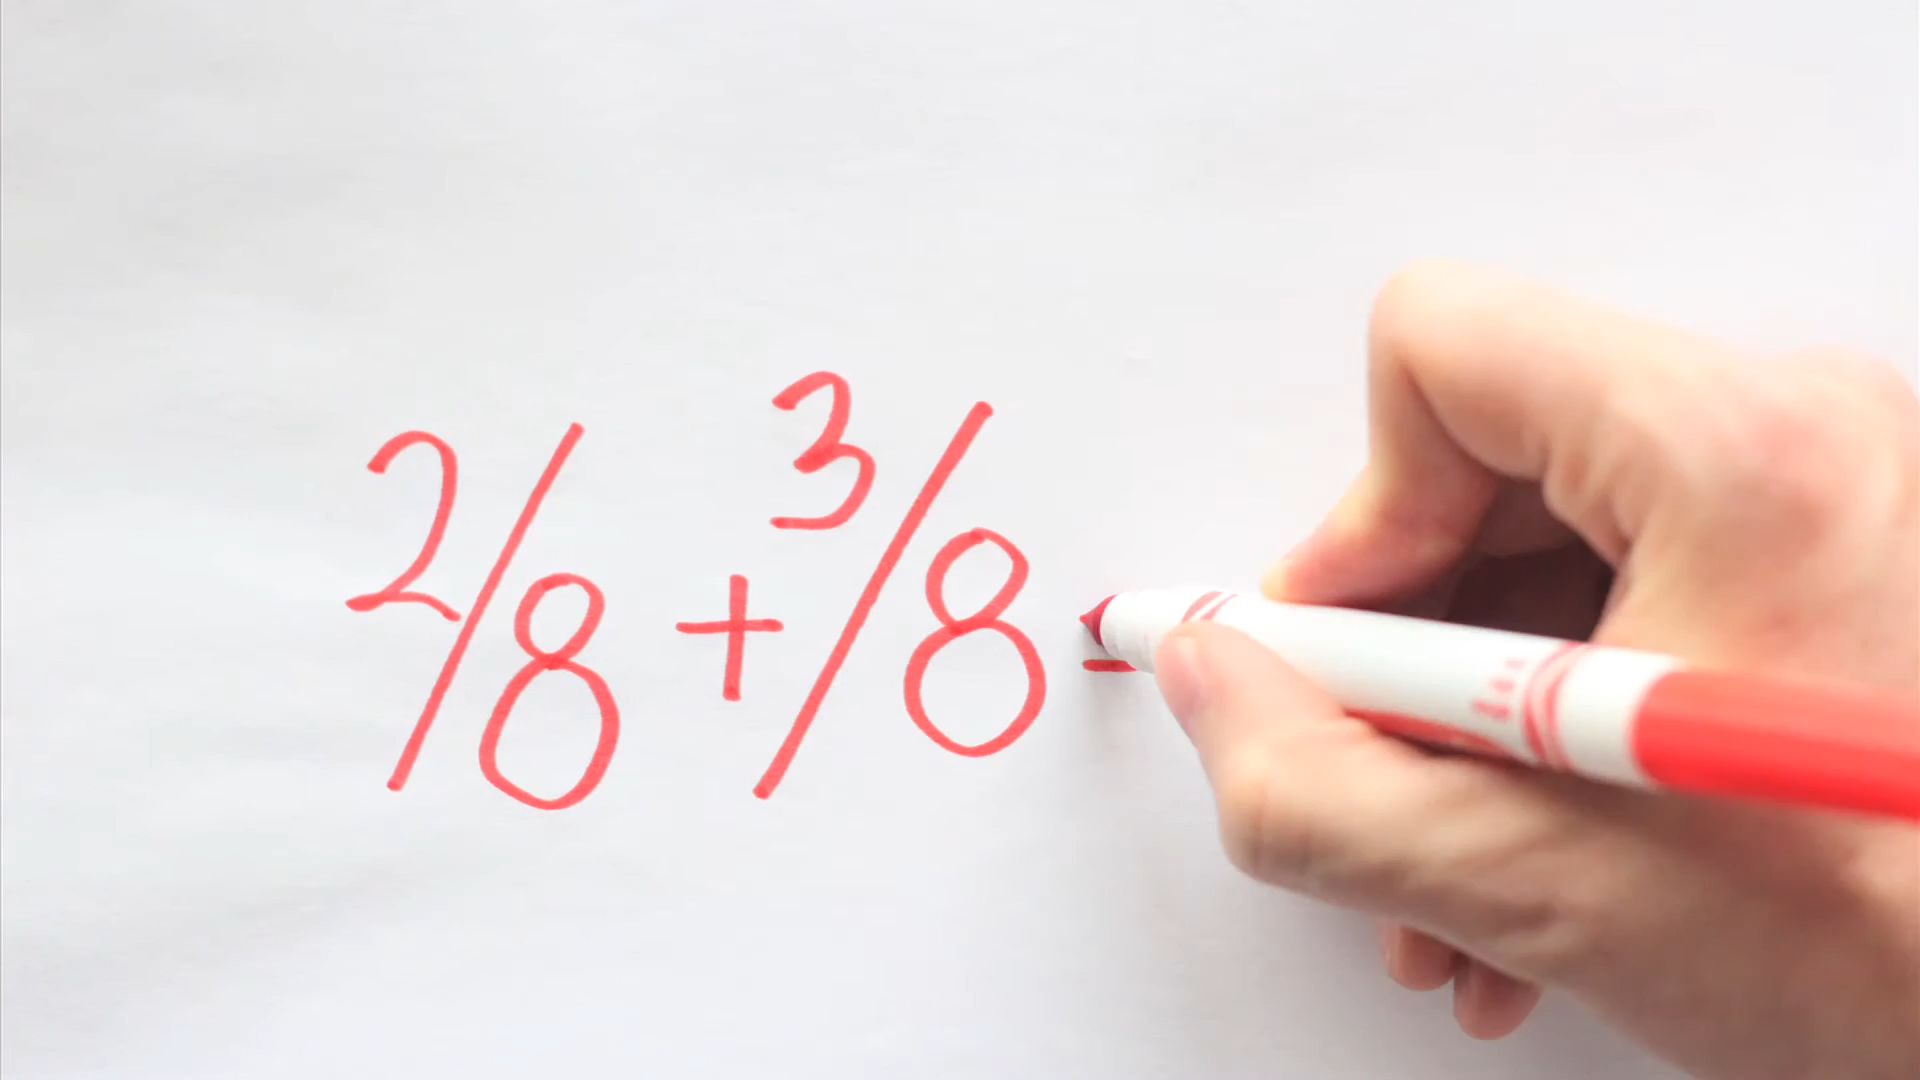 2/8 + 3/8 =